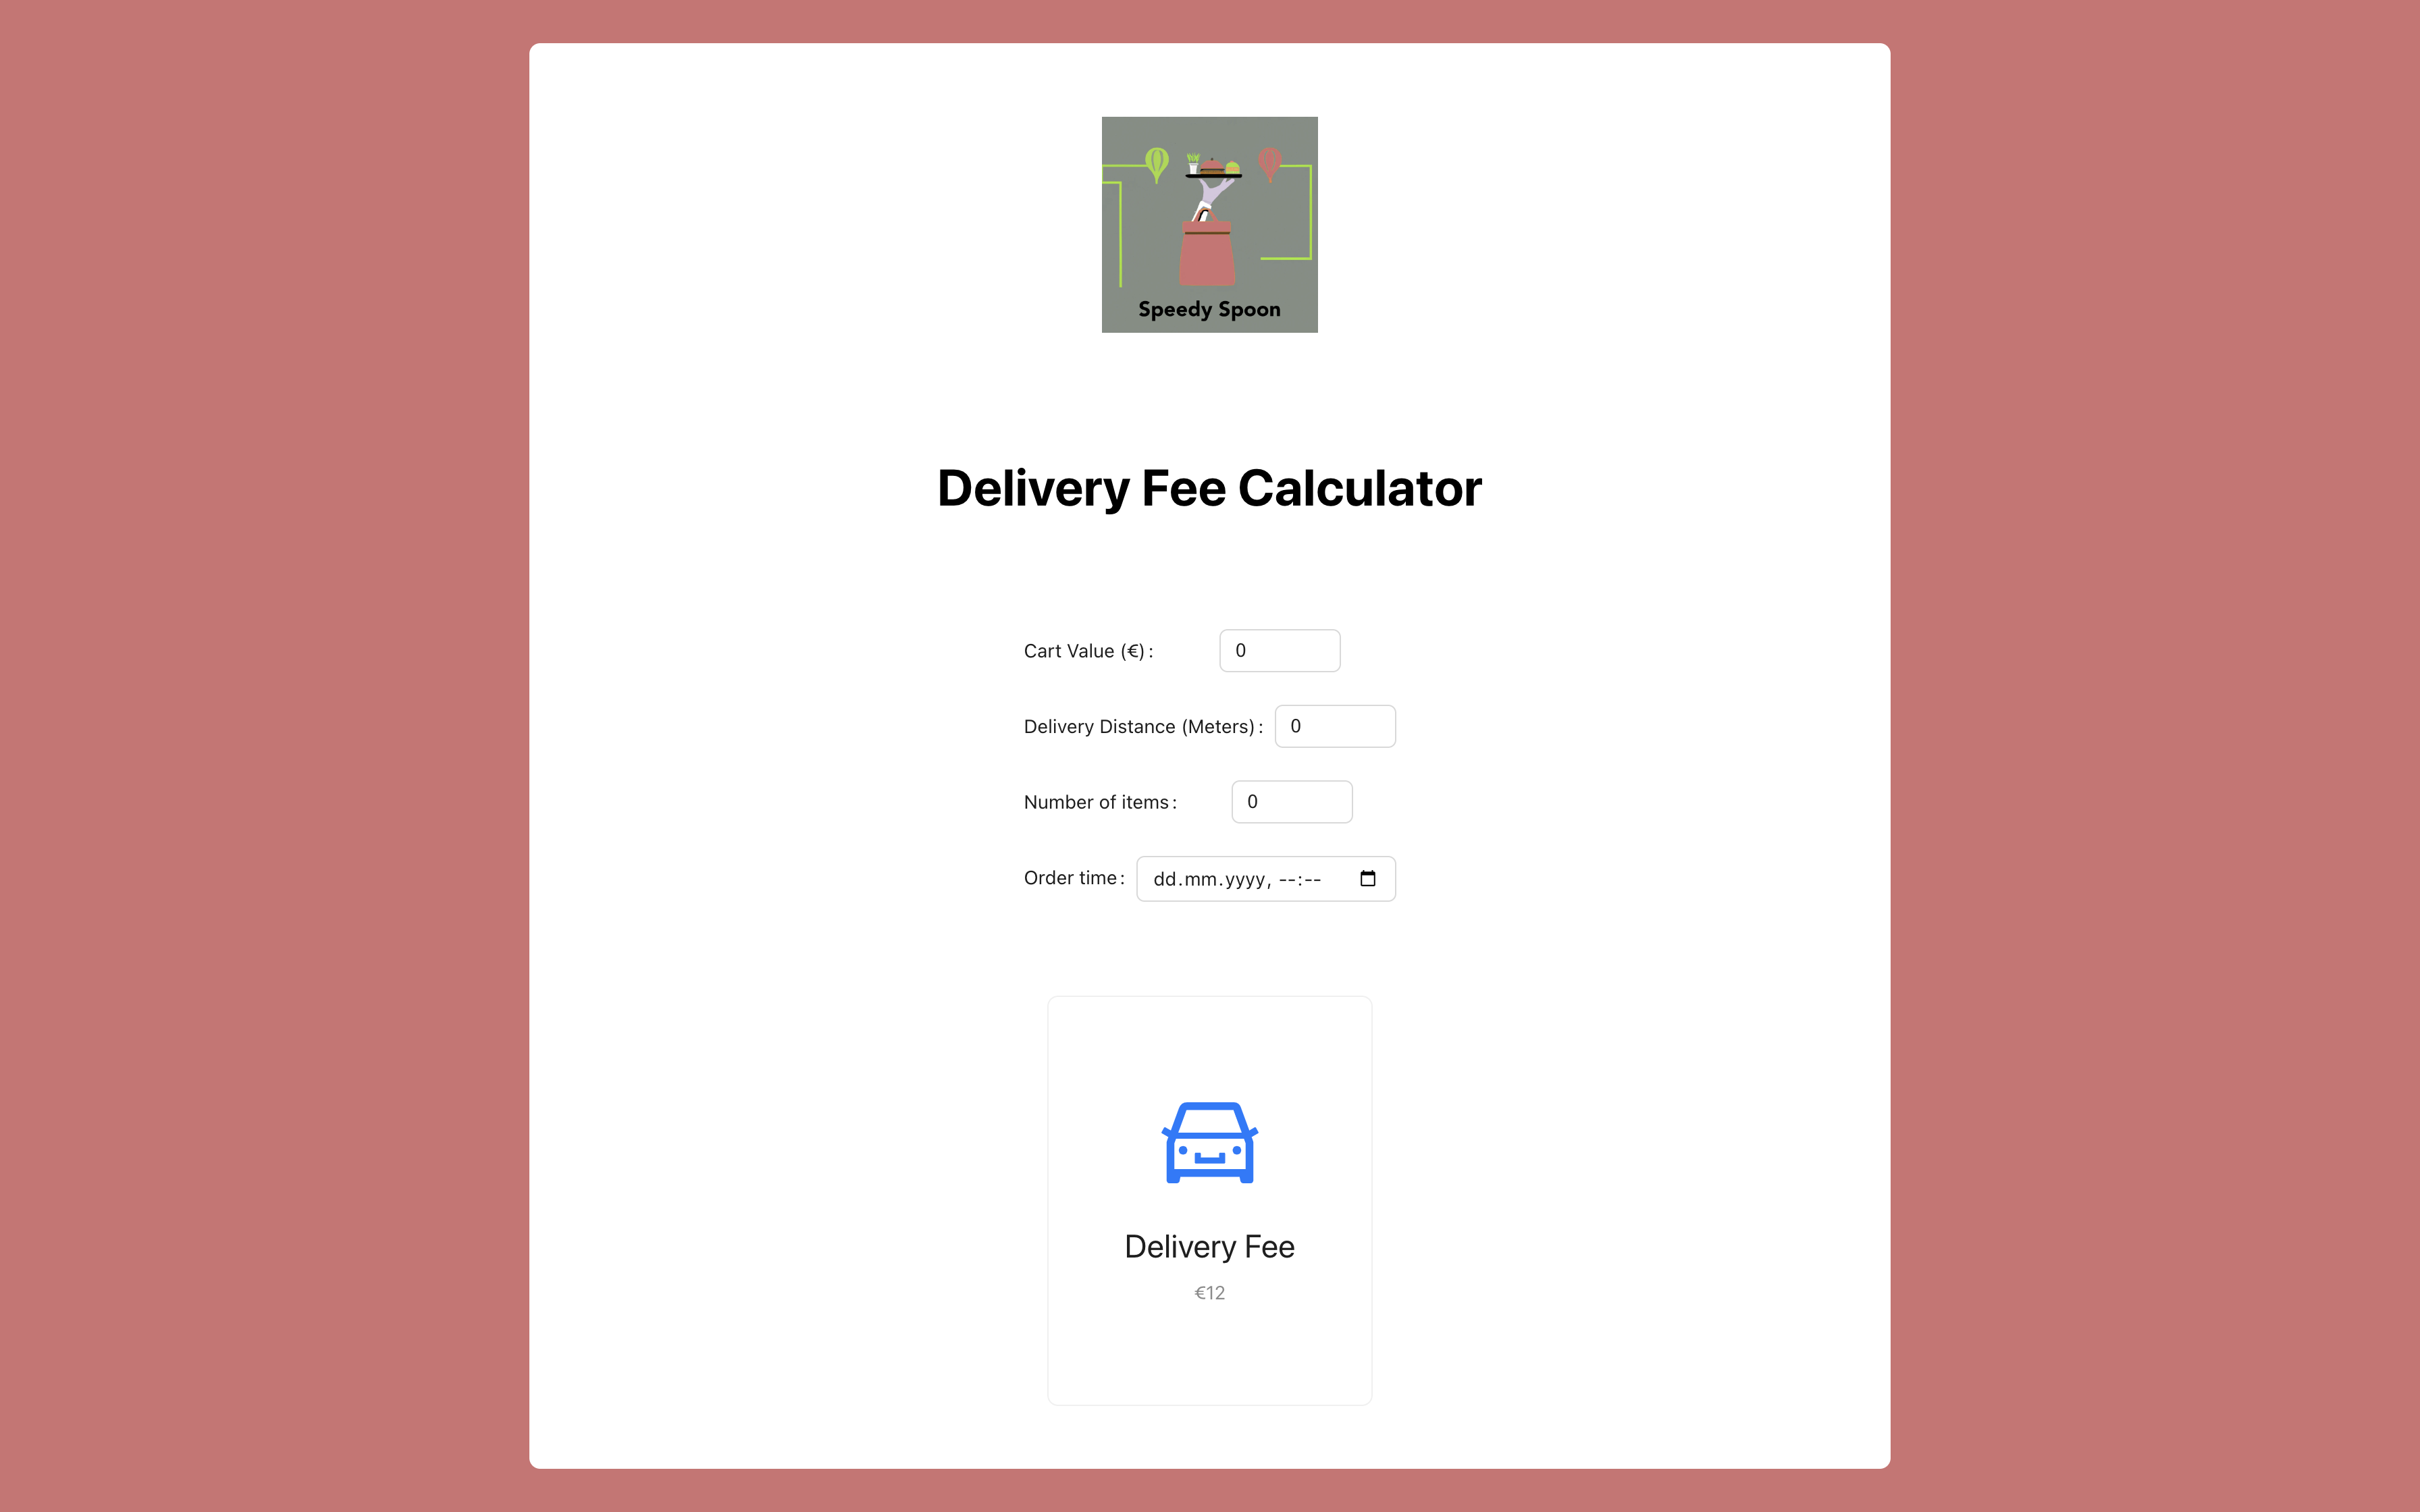 Speedy Spoon
Delivery Fee Calculator
Cart Value (€) : 0
Delivery Distance (Meters) : 0
Number of items : 0
Order time : dd.mm.yyyy, --:--
Delivery Fee
€12